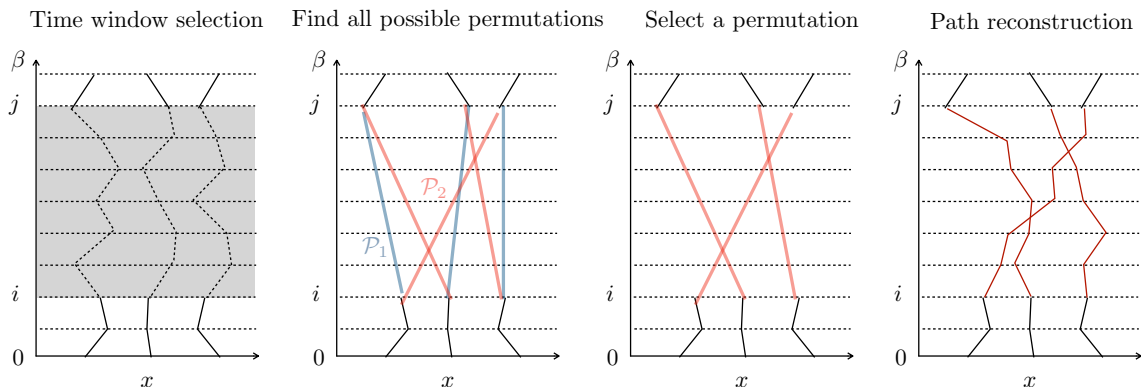 Time window selection
β
j
i
0
x
Find all possible permutations
β
j
𝒫₂
𝒫₁
i
0
x
Select a permutation
β
j
i
0
x
Path reconstruction
β
j
i
0
x